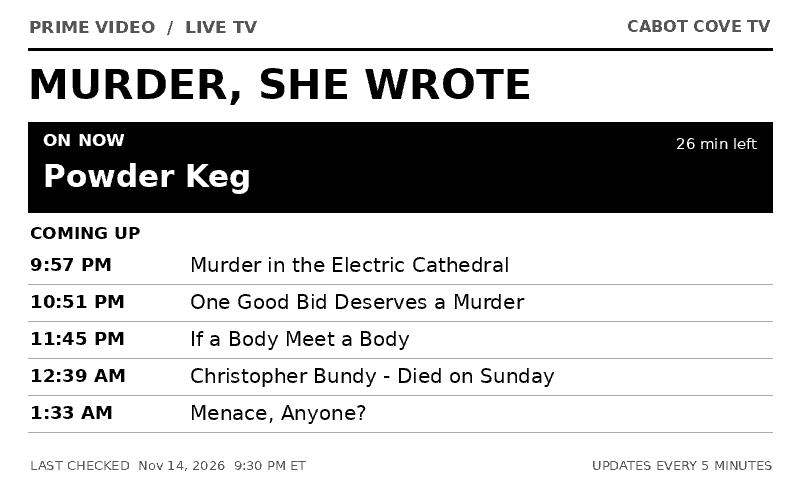 PRIME VIDEO / LIVE TV
CABOT COVE TV
MURDER, SHE WROTE
ON NOW
26 min left
Powder Keg
COMING UP
9:57 PM Murder in the Electric Cathedral
10:51 PM One Good Bid Deserves a Murder
11:45 PM If a Body Meet a Body
12:39 AM Christopher Bundy - Died on Sunday
1:33 AM Menace, Anyone?
LAST CHECKED Nov 14, 2026 9:30 PM ET
UPDATES EVERY 5 MINUTES